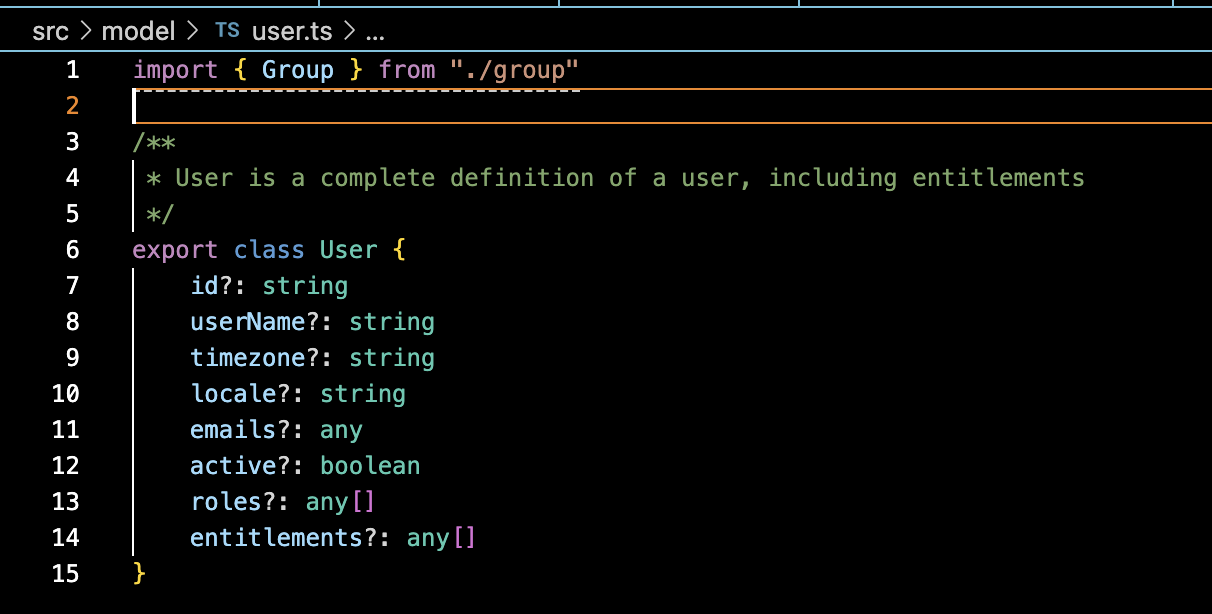 src > model > TS user.ts > ...
1 import { Group } from "./group"
2
3 /**
4  * User is a complete definition of a user, including entitlements
5  */
6 export class User {
7     id?: string
8     userName?: string
9     timezone?: string
10     locale?: string
11     emails?: any
12     active?: boolean
13     roles?: any[]
14     entitlements?: any[]
15 }